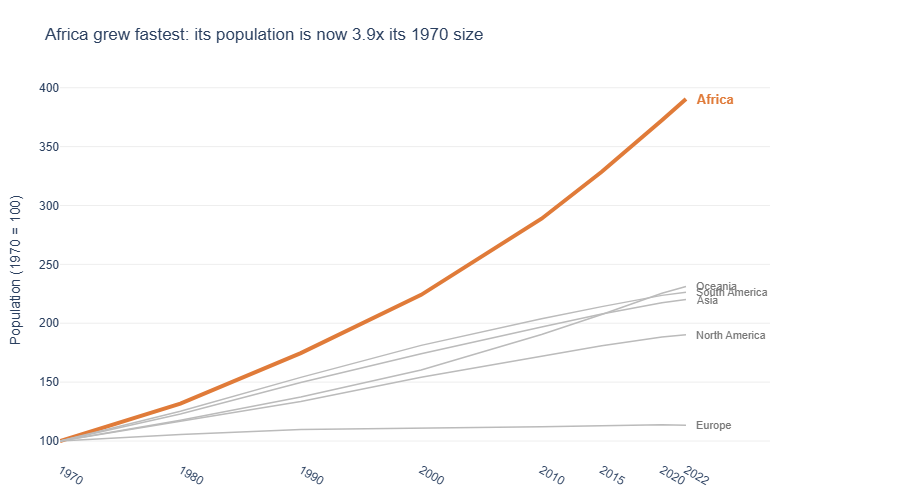 Africa grew fastest: its population is now 3.9x its 1970 size
Population (1970 = 100)
400
350
300
250
200
150
100
Africa
Oceania
South America
Asia
North America
Europe
1970
1980
1990
2000
2010
2015
2020
2022